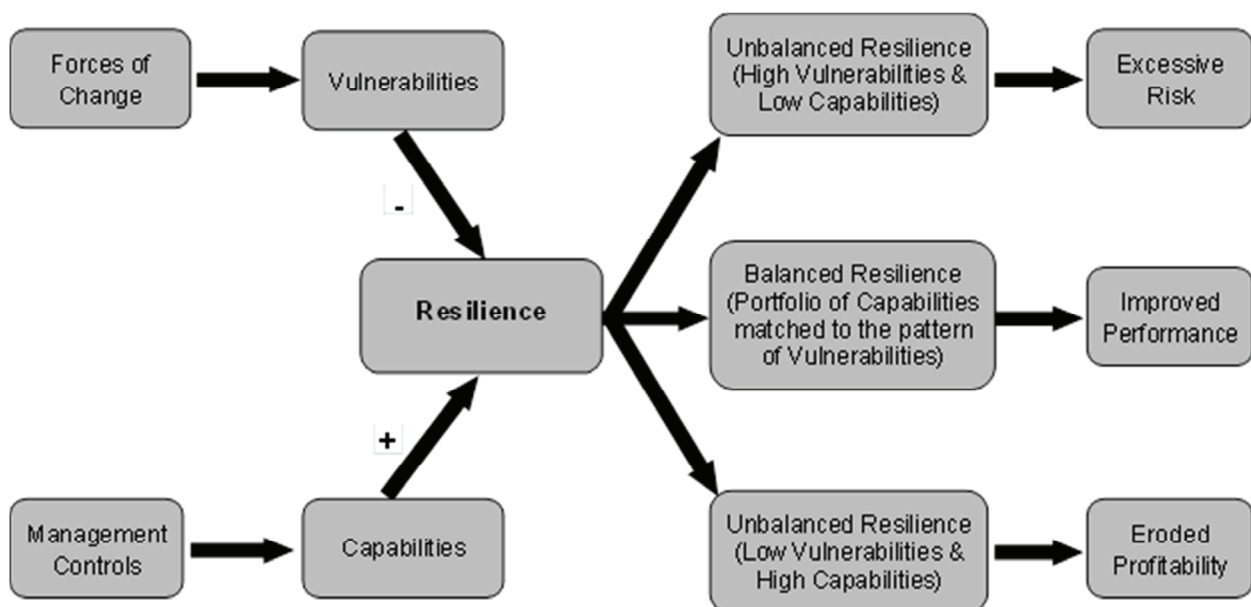 Forces of
Change
Vulnerabilities
-
Resilience
+
Management
Controls
Capabilities
Unbalanced Resilience
(High Vulnerabilities &
Low Capabilities)
Excessive
Risk
Balanced Resilience
(Portfolio of Capabilities
matched to the pattern
of Vulnerabilities)
Improved
Performance
Unbalanced Resilience
(Low Vulnerabilities &
High Capabilities)
Eroded
Profitability